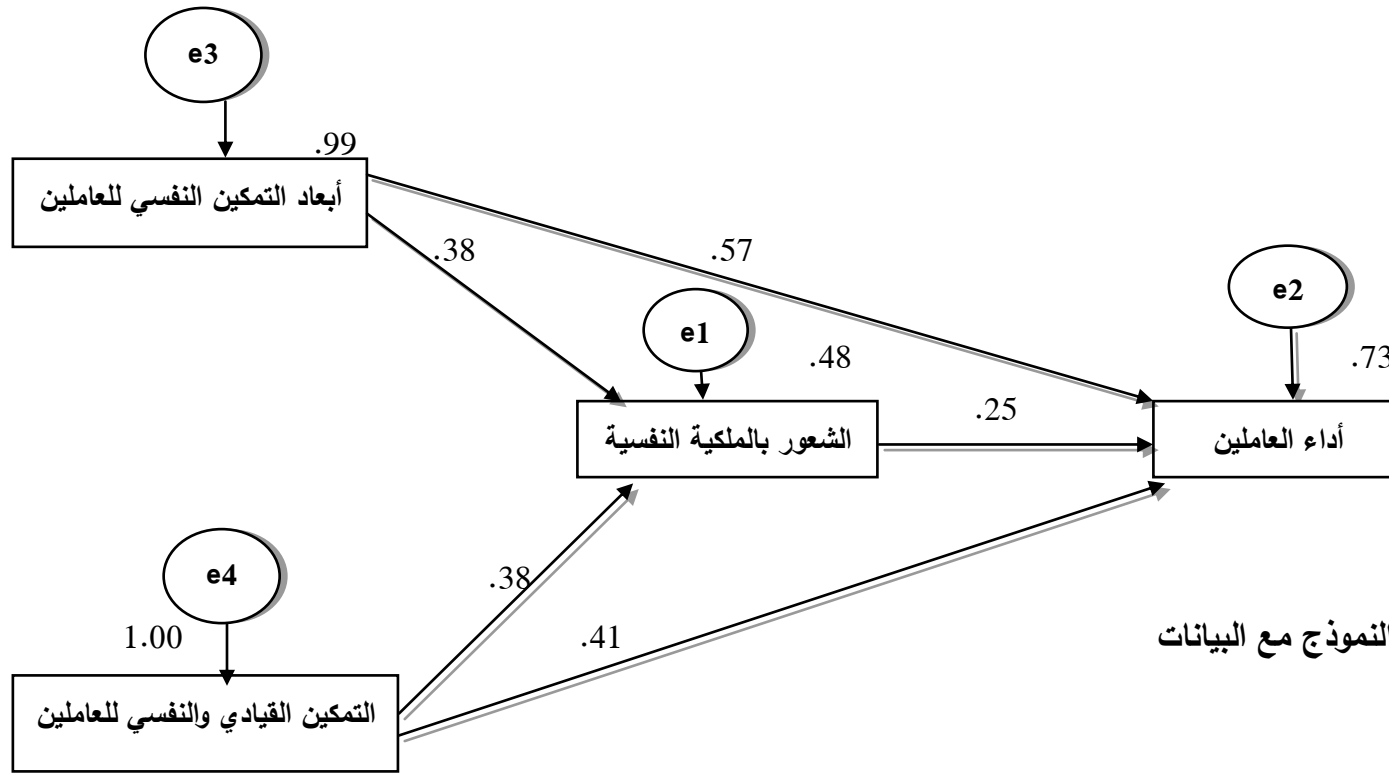 e3
.99
أبعاد التمكين النفسي للعاملين
.38
.57
e1
e2
.48
.73
الشعور بالملكية النفسية
.25
أداء العاملين
e4
.38
1.00
.41
النموذج مع البيانات
التمكين القيادي والنفسي للعاملين